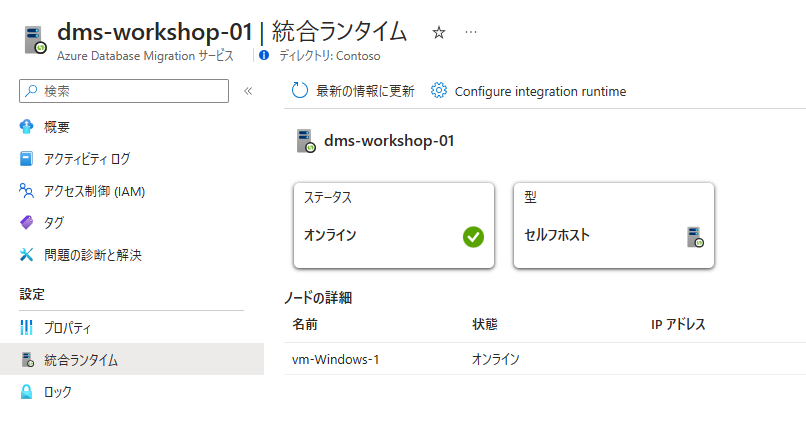 dms-workshop-01 | 統合ランタイム ☆ …
Azure Database Migration サービス | ディレクトリ: Contoso
検索 «
概要
アクティビティ ログ
アクセス制御 (IAM)
タグ
問題の診断と解決
設定
プロパティ
統合ランタイム
ロック
最新の情報に更新 Configure integration runtime
dms-workshop-01
ステータス
オンライン
型
セルフホスト
ノードの詳細
名前 状態 IP アドレス
vm-Windows-1 オンライン